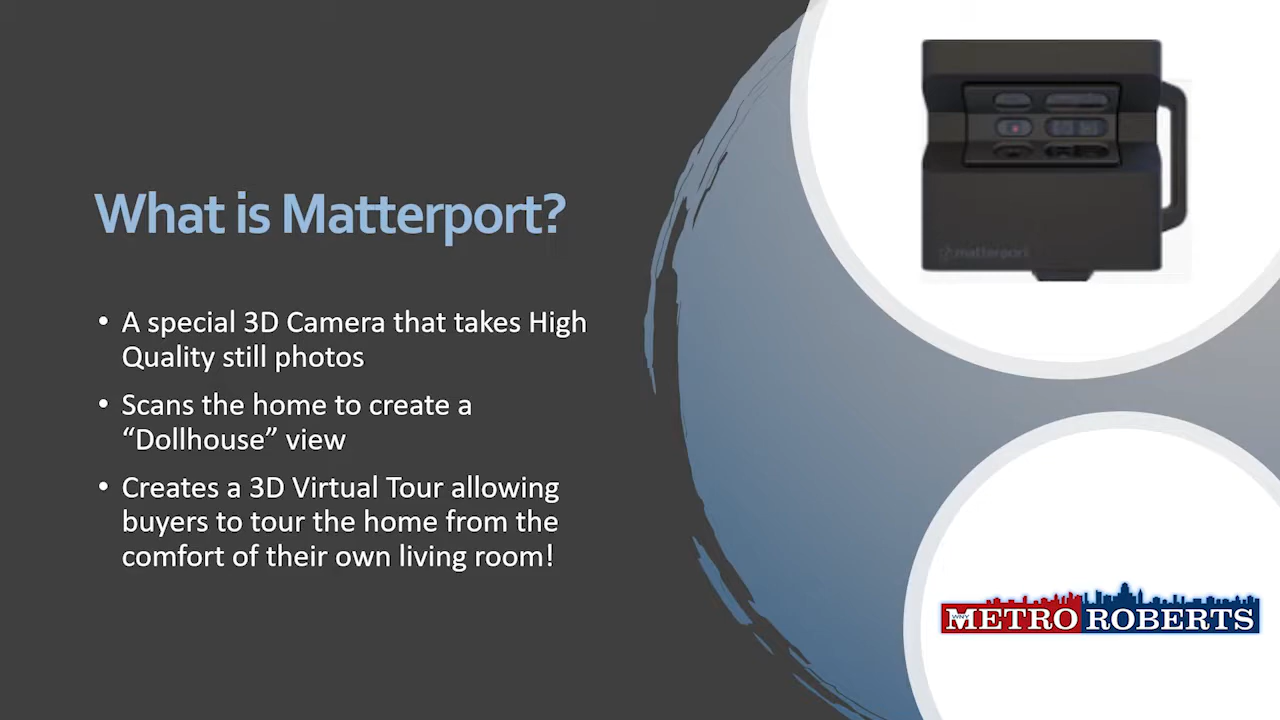 What is Matterport?
• A special 3D Camera that takes High
Quality still photos
• Scans the home to create a
“Dollhouse” view
• Creates a 3D Virtual Tour allowing
buyers to tour the home from the
comfort of their own living room!
matterport
WNY METRO ROBERTS